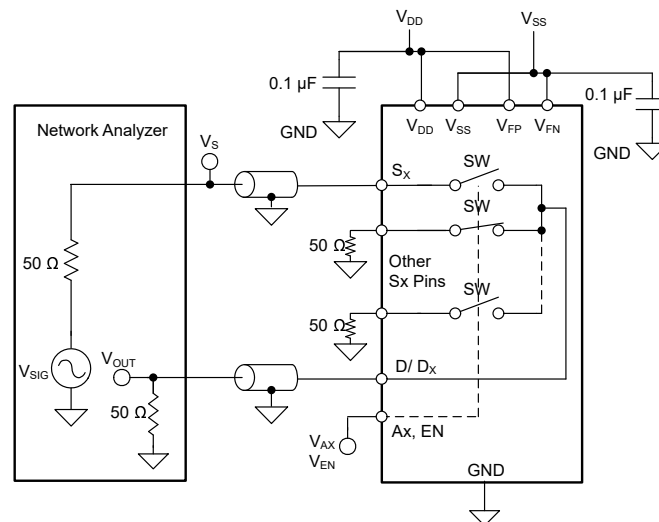 VDD
VSS
0.1 µF
GND
0.1 µF
GND
VDD
VSS
VFP
VFN
Network Analyzer
VS
SX
SW
50 Ω
SW
50 Ω
Other
Sx Pins
SW
50 Ω
VSIG
VOUT
50 Ω
D/ DX
Ax, EN
VAX
VEN
GND